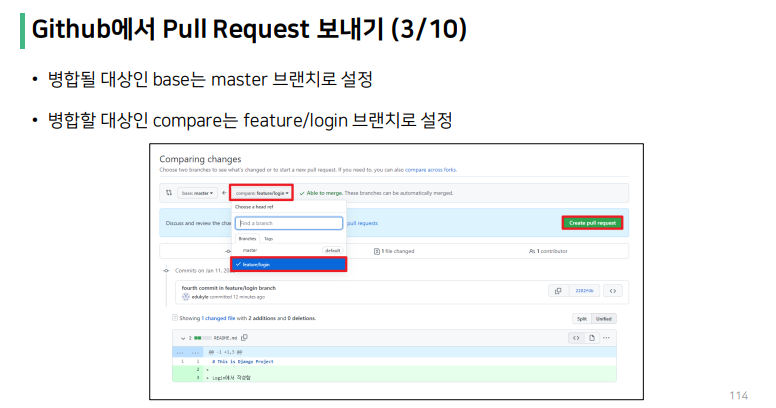 Github에서 Pull Request 보내기 (3/10)
• 병합될 대상인 base는 master 브랜치로 설정
• 병합할 대상인 compare는 feature/login 브랜치로 설정
Comparing changes
Choose two branches to see what's changed or to start a new pull request. If you need to, you can also compare across forks.
base: master ← compare: feature/login ✓ Able to merge. These branches can be automatically merged.
Choose a head ref
Discuss and review the cha pull requests Create pull request
Find a branch
Branches Tags
master default
1 file changed 1 contributor
✓ feature/login
Commits on Jan 11, 
fourth commit in feature/login branch
edukyle committed 12 minutes ago
<>
Showing 1 changed file with 2 additions and 0 deletions.
Split Unified
2 README.md <> ...
... ... @@ -1 +1,3 @@
1 1 # This is Django Project
2 +
3 + Login에서 작성함
114